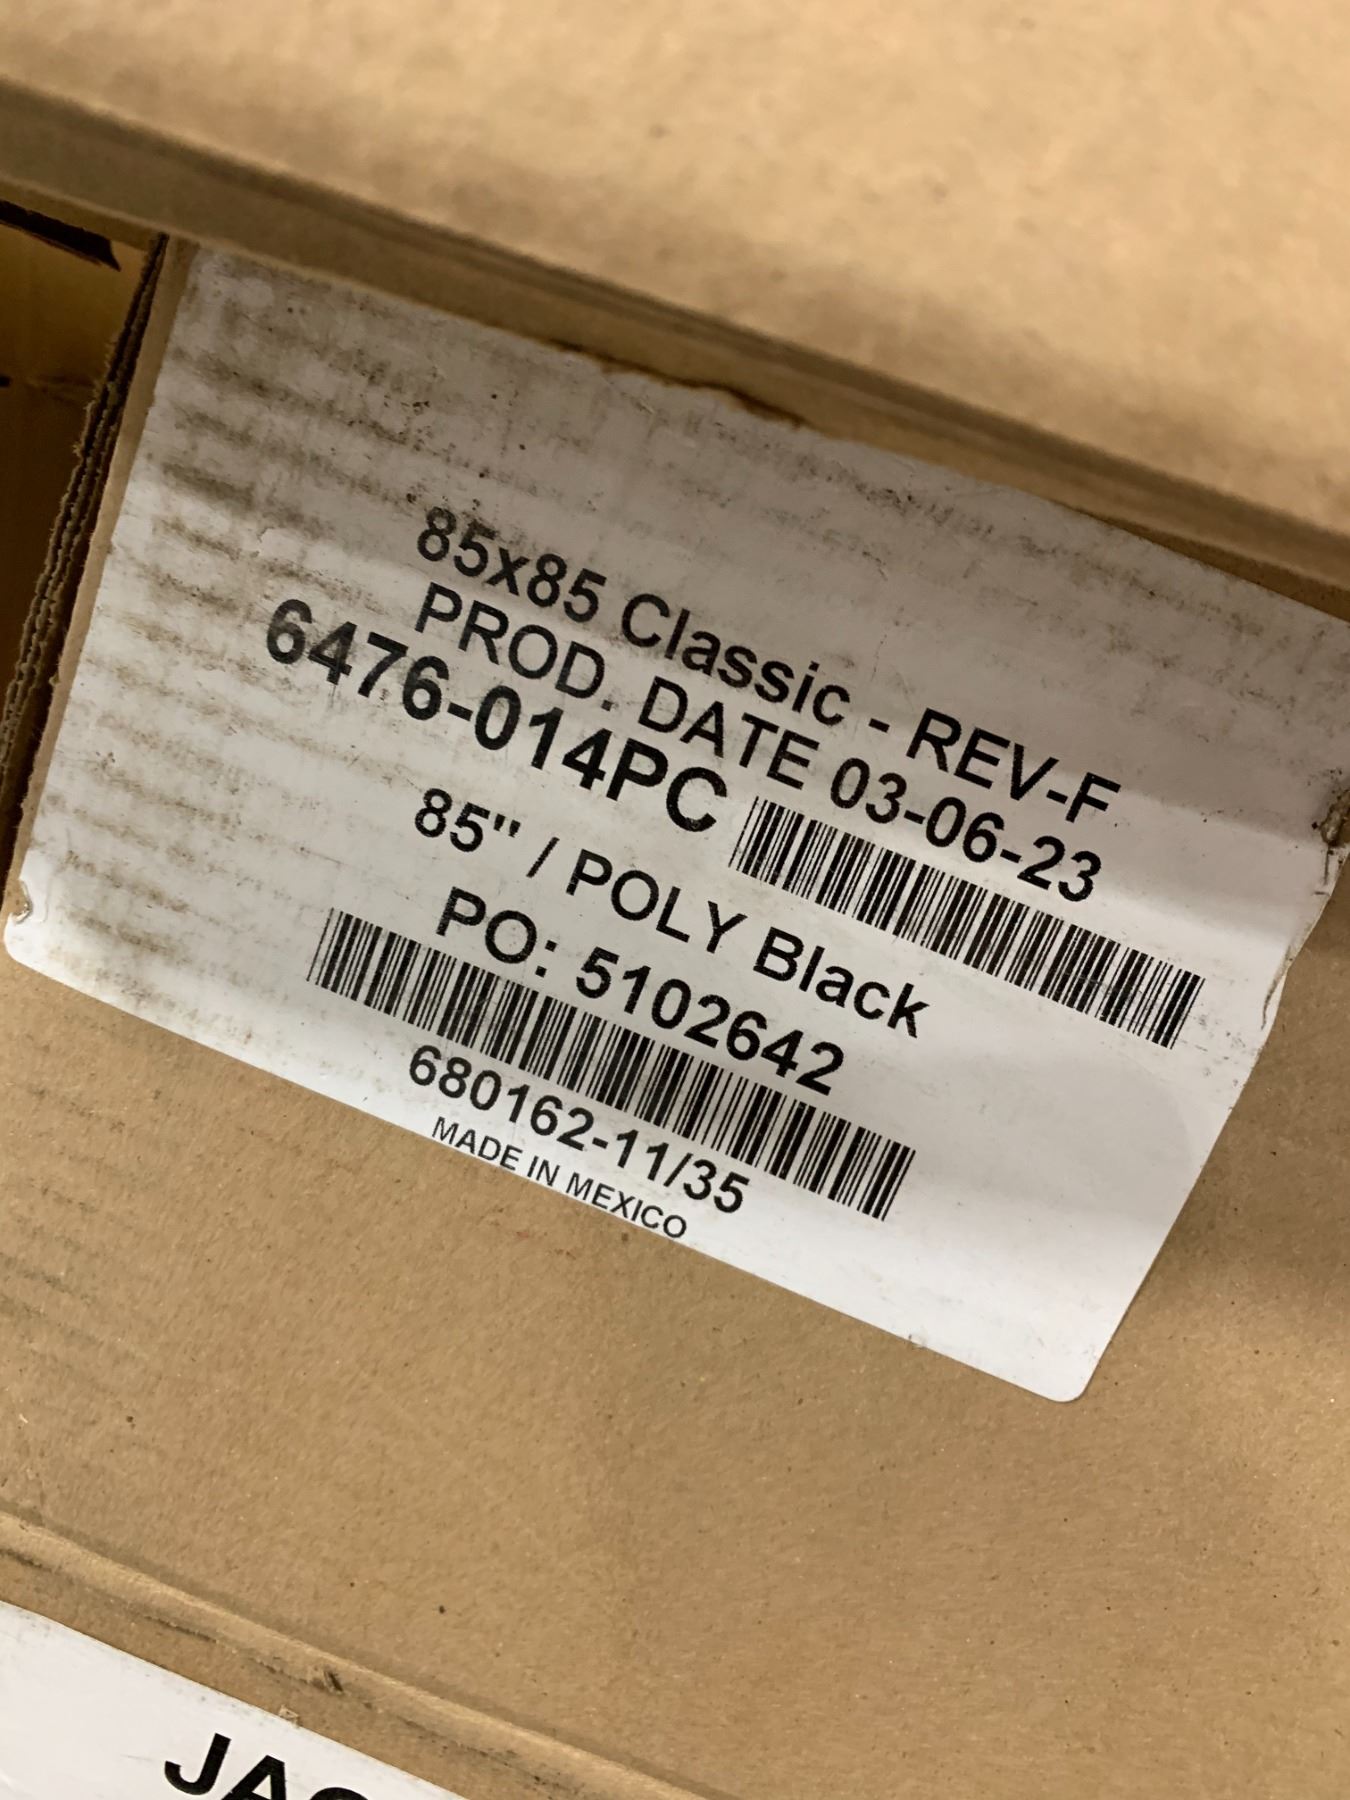 85x85 Classic - REV-F
PROD. DATE 03-06-23
6476-014PC
85" / POLY Black
PO: 5102642
680162-11/35
MADE IN MEXICO